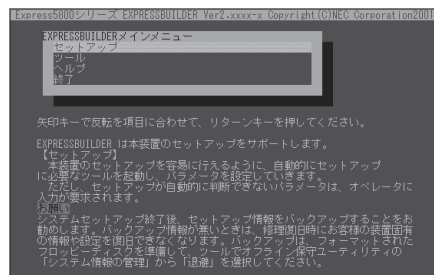 Express5800シリーズ EXPRESSBUILDER Ver2.xxxx-x Copyright(C)NEC Corporation2001
EXPRESSBUILDERメインメニュー
セットアップ
ツール
ヘルプ
終了
矢印キーで反転を項目に合わせて、リターンキーを押してください。
EXPRESSBUILDER は本装置のセットアップをサポートします。
【セットアップ】
本装置のセットアップを容易に行えるように、自動的にセットアップ
に必要なツールを起動し、パラメータを設定していきます。
ただし、セットアップが自動的に判断できないパラメータは、オペレータに
入力が要求されます。
お願い
システムセットアップ終了後、セットアップ情報をバックアップすることをお
勧めします。バックアップ情報が無いときは、修理復旧時にお客様の装置固有
の情報や設定を復旧できなくなります。バックアップは、フォーマットされた
フロッピーディスクを準備して、ツールでオフライン保守ユーティリティの
「システム情報の管理」から「退避」を選択してください。